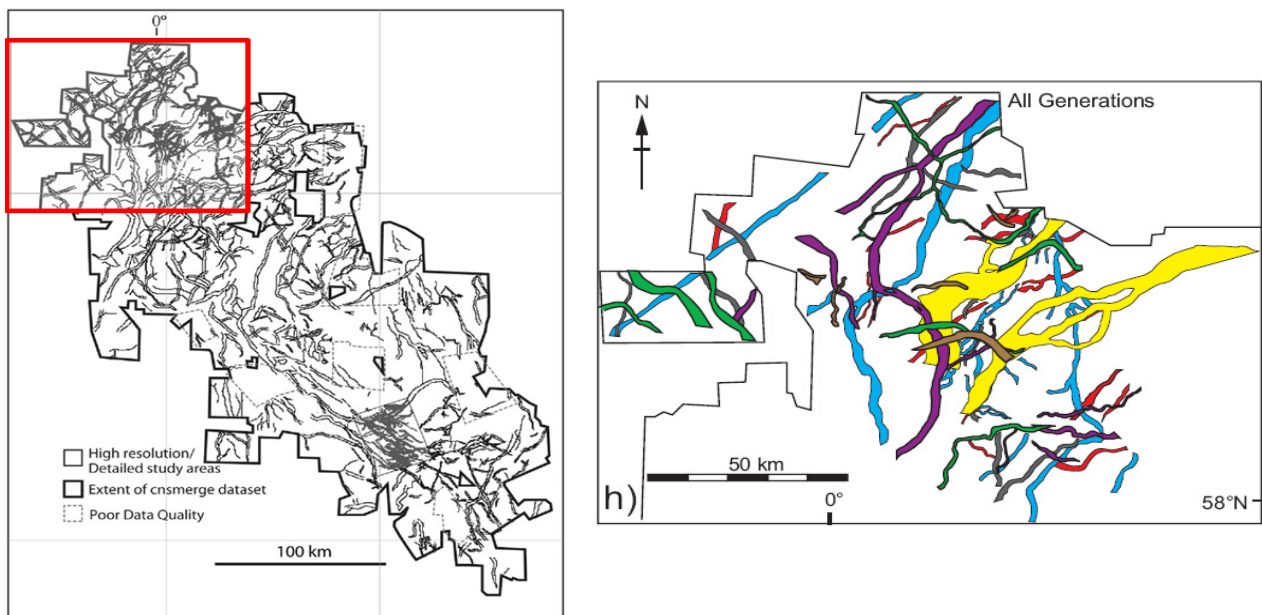 0°
High resolution/
Detailed study areas
Extent of cnsmerge dataset
Poor Data Quality
100 km
N
All Generations
50 km
h)
0°
58°N